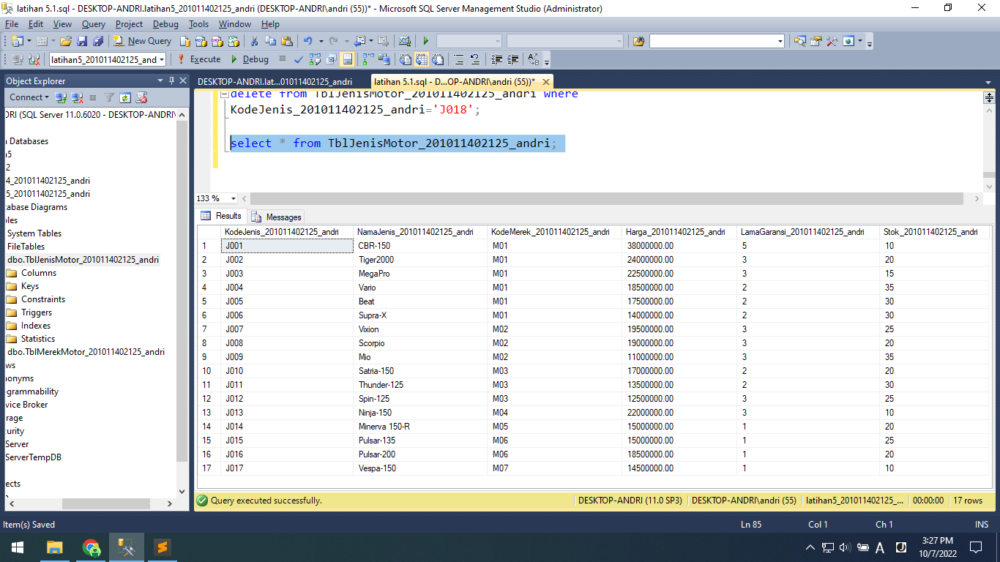 latihan 5.1.sql - DESKTOP-ANDRI.latihan5_201011402125_andri (DESKTOP-ANDRI\andri (55))* - Microsoft SQL Server Management Studio (Administrator)
File Edit View Query Project Debug Tools Window Help
New Query
latihan5_201011402125_and Execute Debug
Object Explorer
Connect
DRI (SQL Server 11.0.6020 - DESKTOP-ANDRI\
Databases
5
2
4_201011402125_andri
5_201011402125_andri
abase Diagrams
les
System Tables
FileTables
dbo.TblJenisMotor_201011402125_andri
Columns
Keys
Constraints
Triggers
Indexes
Statistics
dbo.TblMerekMotor_201011402125_andri
ws
onyms
grammability
vice Broker
rage
urity
Server
ServerTempDB
ects
DESKTOP-ANDRI.lat...01011402125_andri
latihan 5.1.sql - D...OP-ANDRI\andri (55))*
delete from TblJenisMotor_201011402125_andri where
KodeJenis_201011402125_andri='J018';
select * from TblJenisMotor_201011402125_andri;
133 %
Results Messages
KodeJenis_201011402125_andri NamaJenis_201011402125_andri KodeMerek_201011402125_andri Harga_201011402125_andri LamaGaransi_201011402125_andri Stok_201011402125_andri
1 J001 CBR-150 M01 38000000.00 5 10
2 J002 Tiger2000 M01 24000000.00 3 20
3 J003 MegaPro M01 22500000.00 3 15
4 J004 Vario M01 18500000.00 2 35
5 J005 Beat M01 17500000.00 2 30
6 J006 Supra-X M01 14000000.00 2 30
7 J007 Vixion M02 19500000.00 3 25
8 J008 Scorpio M02 19000000.00 3 20
9 J009 Mio M02 11000000.00 3 35
10 J010 Satria-150 M03 17000000.00 2 20
11 J011 Thunder-125 M03 13500000.00 2 30
12 J012 Spin-125 M03 12500000.00 3 25
13 J013 Ninja-150 M04 22000000.00 3 10
14 J014 Minerva 150-R M05 15000000.00 1 20
15 J015 Pulsar-135 M06 15000000.00 1 25
16 J016 Pulsar-200 M06 18500000.00 1 20
17 J017 Vespa-150 M07 14500000.00 1 10
Query executed successfully. DESKTOP-ANDRI (11.0 SP3) DESKTOP-ANDRI\andri (55) latihan5_201011402125_... 00:00:00 17 rows
Item(s) Saved Ln 85 Col 1 Ch 1 INS
3:27 PM
10/7/2022